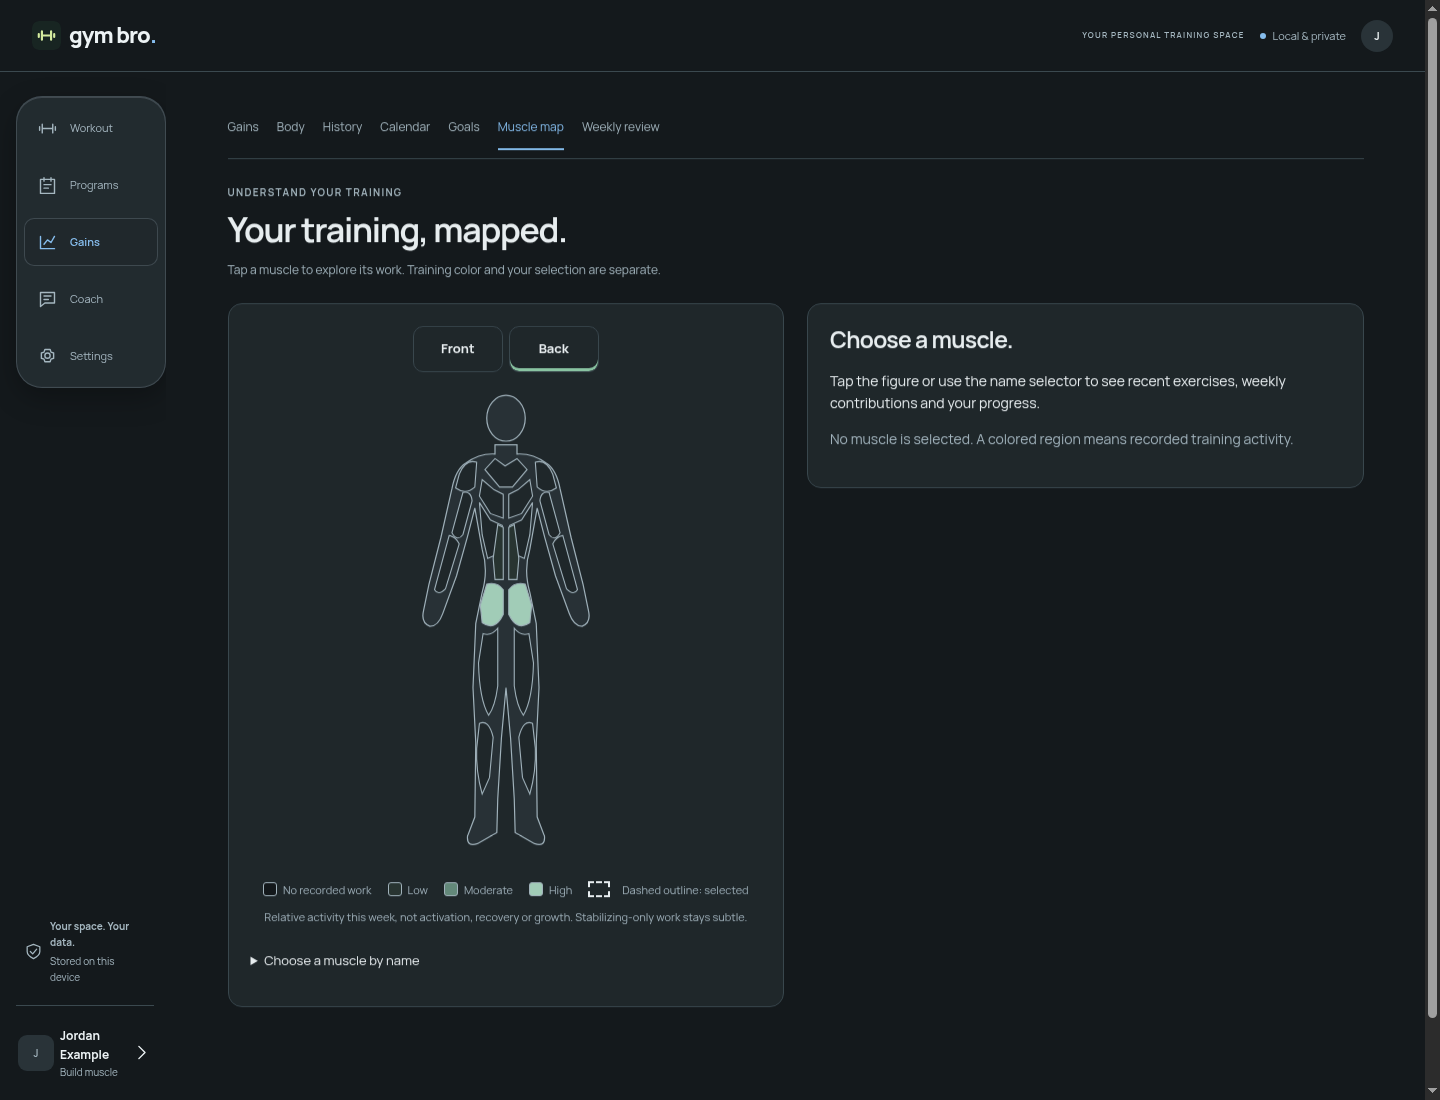 gym bro.
YOUR PERSONAL TRAINING SPACE
Local & private
J
Workout
Programs
Gains
Coach
Settings
Your space. Your
data.
Stored on this
device
J
Jordan
Example
Build muscle
Gains
Body
History
Calendar
Goals
Muscle map
Weekly review
UNDERSTAND YOUR TRAINING
Your training, mapped.
Tap a muscle to explore its work. Training color and your selection are separate.
Front
Back
No recorded work
Low
Moderate
High
Dashed outline: selected
Relative activity this week, not activation, recovery or growth. Stabilizing-only work stays subtle.
Choose a muscle by name
Choose a muscle.
Tap the figure or use the name selector to see recent exercises, weekly
contributions and your progress.
No muscle is selected. A colored region means recorded training activity.